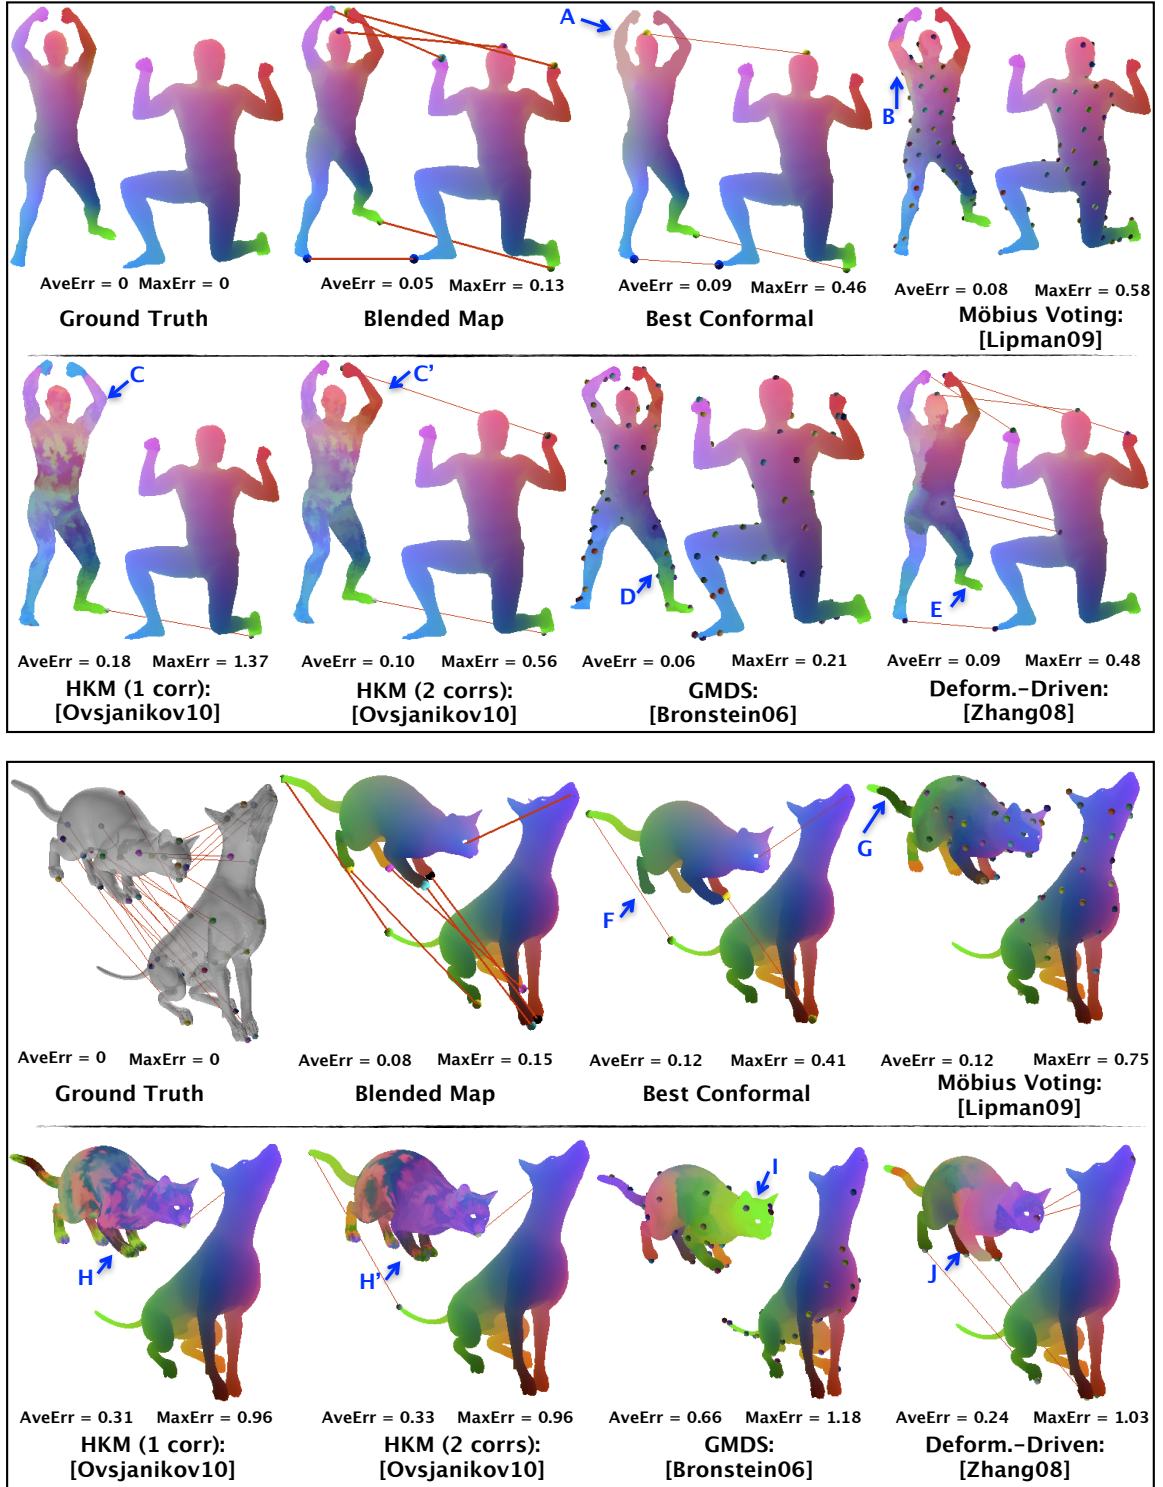 A
B
AveErr = 0 MaxErr = 0
AveErr = 0.05 MaxErr = 0.13
AveErr = 0.09 MaxErr = 0.46
AveErr = 0.08 MaxErr = 0.58
Ground Truth
Blended Map
Best Conformal
Möbius Voting:
[Lipman09]
C
C'
D
E
AveErr = 0.18 MaxErr = 1.37
AveErr = 0.10 MaxErr = 0.56
AveErr = 0.06 MaxErr = 0.21
AveErr = 0.09 MaxErr = 0.48
HKM (1 corr):
[Ovsjanikov10]
HKM (2 corrs):
[Ovsjanikov10]
GMDS:
[Bronstein06]
Deform.-Driven:
[Zhang08]
F
G
AveErr = 0 MaxErr = 0
AveErr = 0.08 MaxErr = 0.15
AveErr = 0.12 MaxErr = 0.41
AveErr = 0.12 MaxErr = 0.75
Ground Truth
Blended Map
Best Conformal
Möbius Voting:
[Lipman09]
H
H'
I
J
AveErr = 0.31 MaxErr = 0.96
AveErr = 0.33 MaxErr = 0.96
AveErr = 0.66 MaxErr = 1.18
AveErr = 0.24 MaxErr = 1.03
HKM (1 corr):
[Ovsjanikov10]
HKM (2 corrs):
[Ovsjanikov10]
GMDS:
[Bronstein06]
Deform.-Driven:
[Zhang08]